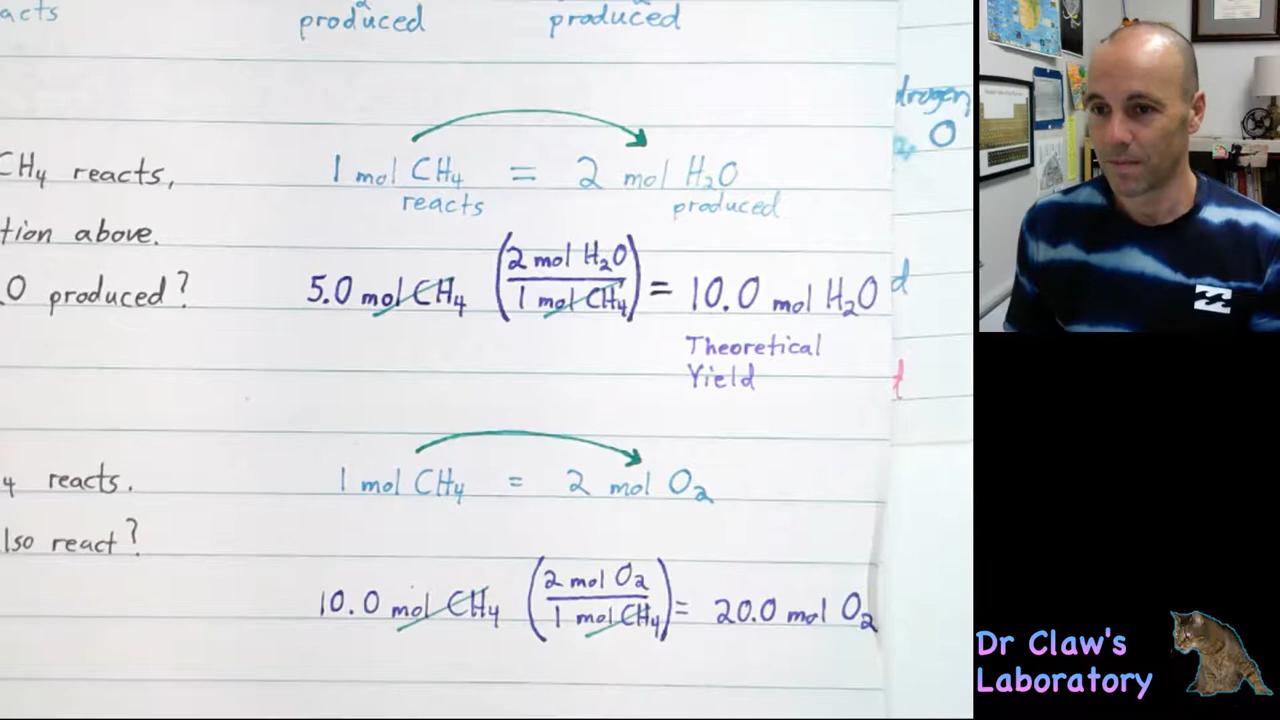 acts
produced produced
CH4 reacts, 1 mol CH4 = 2 mol H2O
reacts produced
tion above.
O produced? 5.0 mol CH4 (2 mol H2O / 1 mol CH4) = 10.0 mol H2O
Theoretical
Yield
4 reacts. 1 mol CH4 = 2 mol O2
lso react?
10.0 mol CH4 (2 mol O2 / 1 mol CH4) = 20.0 mol O2
drogen
O
d
Dr Claw's
Laboratory